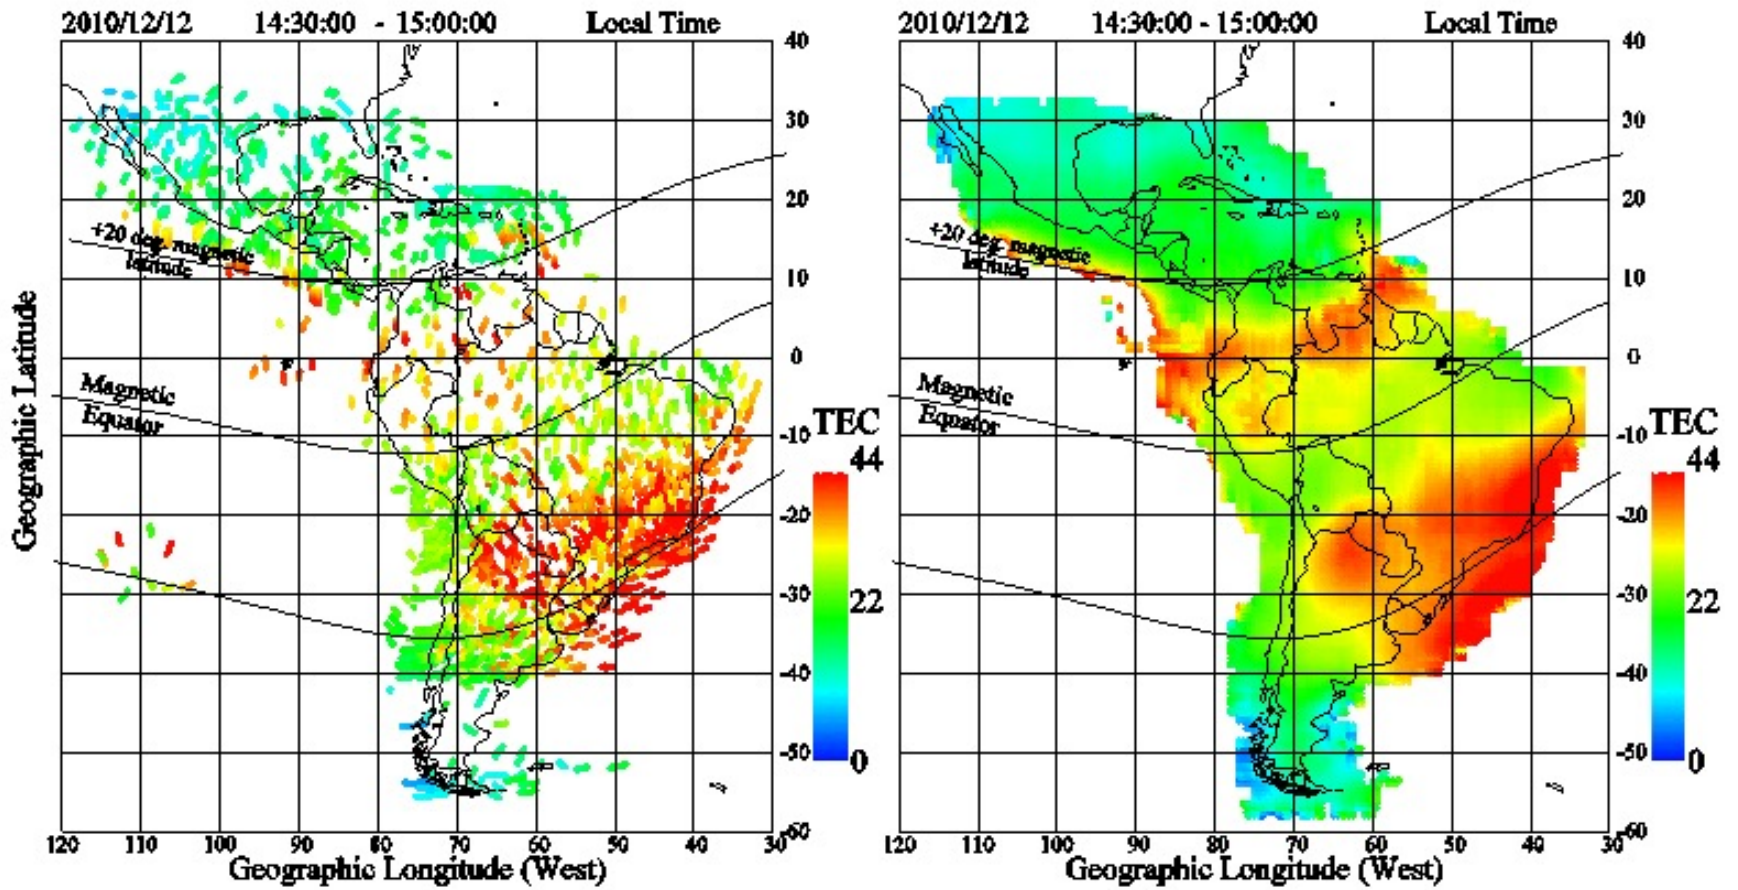 2010/12/12 14:30:00 - 15:00:00 Local Time
40
30
20
10
0
-10
-20
-30
-40
-50
-60
+20 deg. magnetic
latitude
Magnetic
Equator
Geographic Latitude
TEC
44
22
0
120 110 100 90 80 70 60 50 40 30
Geographic Longitude (West)
2010/12/12 14:30:00 - 15:00:00 Local Time
40
30
20
10
0
-10
-20
-30
-40
-50
-60
+20 deg. magnetic
latitude
Magnetic
Equator
TEC
44
22
0
120 110 100 90 80 70 60 50 40 30
Geographic Longitude (West)